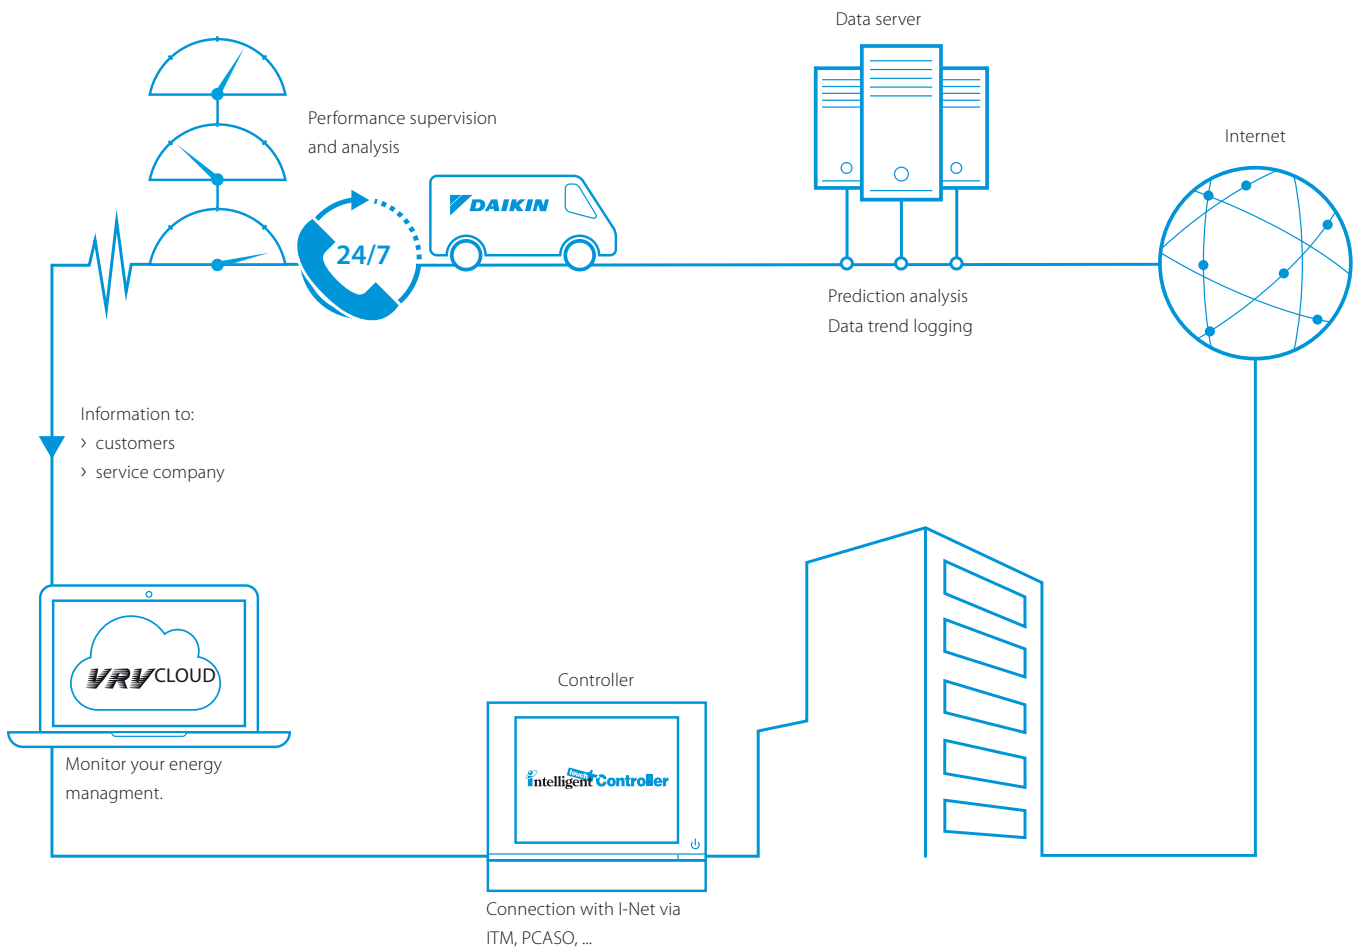 Data server
Performance supervision
and analysis
Internet
DAIKIN
24/7
Prediction analysis
Data trend logging
Information to:
› customers
› service company
VRV CLOUD
Monitor your energy
managment.
Controller
intelligent touch Controller
Connection with I-Net via
ITM, PCASO, ...